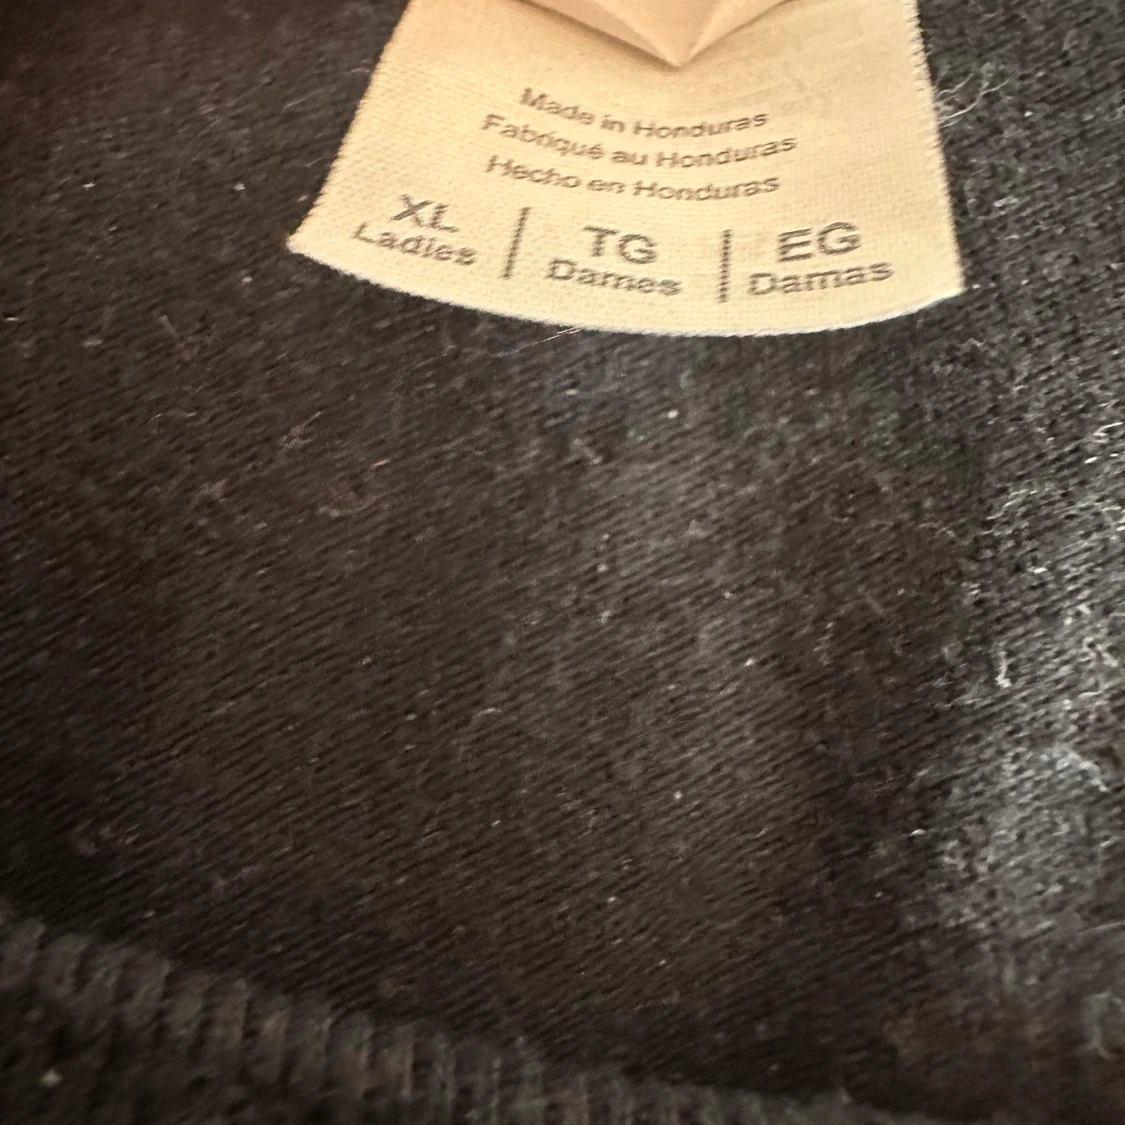 Made in Honduras
Fabriqué au Honduras
Hecho en Honduras
XL | TG | EG
Ladies | Dames | Damas